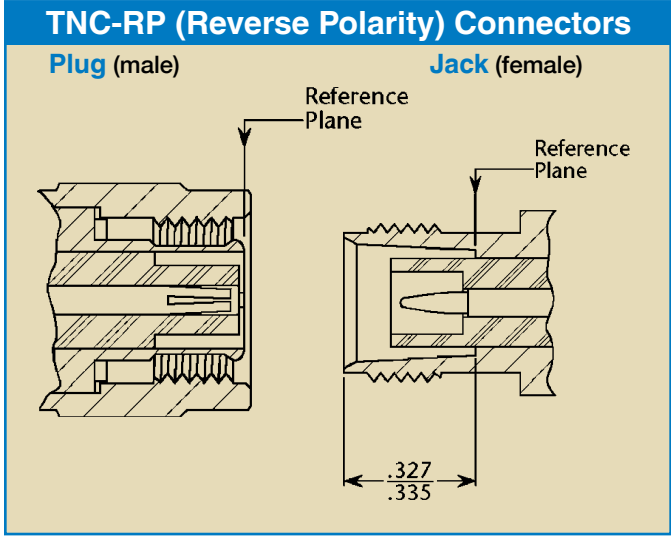 TNC-RP (Reverse Polarity) Connectors
Plug (male)
Jack (female)
Reference
Plane
Reference
Plane
.327
.335